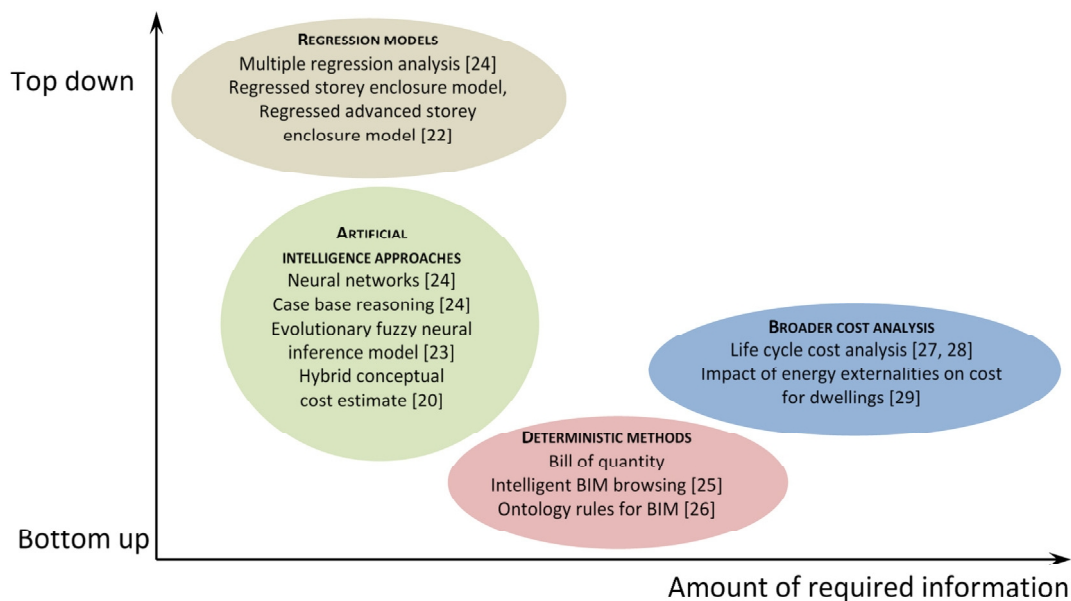 Top down
REGRESSION MODELS
Multiple regression analysis [24]
Regressed storey enclosure model,
Regressed advanced storey
enclosure model [22]
ARTIFICIAL
INTELLIGENCE APPROACHES
Neural networks [24]
Case base reasoning [24]
Evolutionary fuzzy neural
inference model [23]
Hybrid conceptual
cost estimate [20]
BROADER COST ANALYSIS
Life cycle cost analysis [27, 28]
Impact of energy externalities on cost
for dwellings [29]
DETERMINISTIC METHODS
Bill of quantity
Intelligent BIM browsing [25]
Ontology rules for BIM [26]
Bottom up
Amount of required information